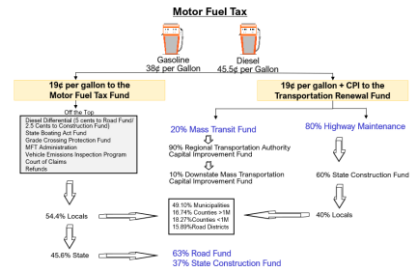 Motor Fuel Tax
Gasoline
38¢ per Gallon
Diesel
45.5¢ per Gallon
19¢ per gallon to the
Motor Fuel Tax Fund
19¢ per gallon + CPI to the
Transportation Renewal Fund
Off the Top
Diesel Differential (5 cents to Road Fund/
2.5 Cents to Construction Fund)
State Boating Act Fund
Grade Crossing Protection Fund
MFT Administration
Vehicle Emissions Inspection Program
Court of Claims
Refunds
20% Mass Transit Fund
80% Highway Maintenance
90% Regional Transportation Authority
Capital Improvement Fund
10% Downstate Mass Transportation
Capital Improvement Fund
60% State Construction Fund
54.4% Locals
49.10% Municipalities
16.74% Counties >1M
18.27%Counties <1M
15.89%Road Districts
40% Locals
45.6% State
63% Road Fund
37% State Construction Fund